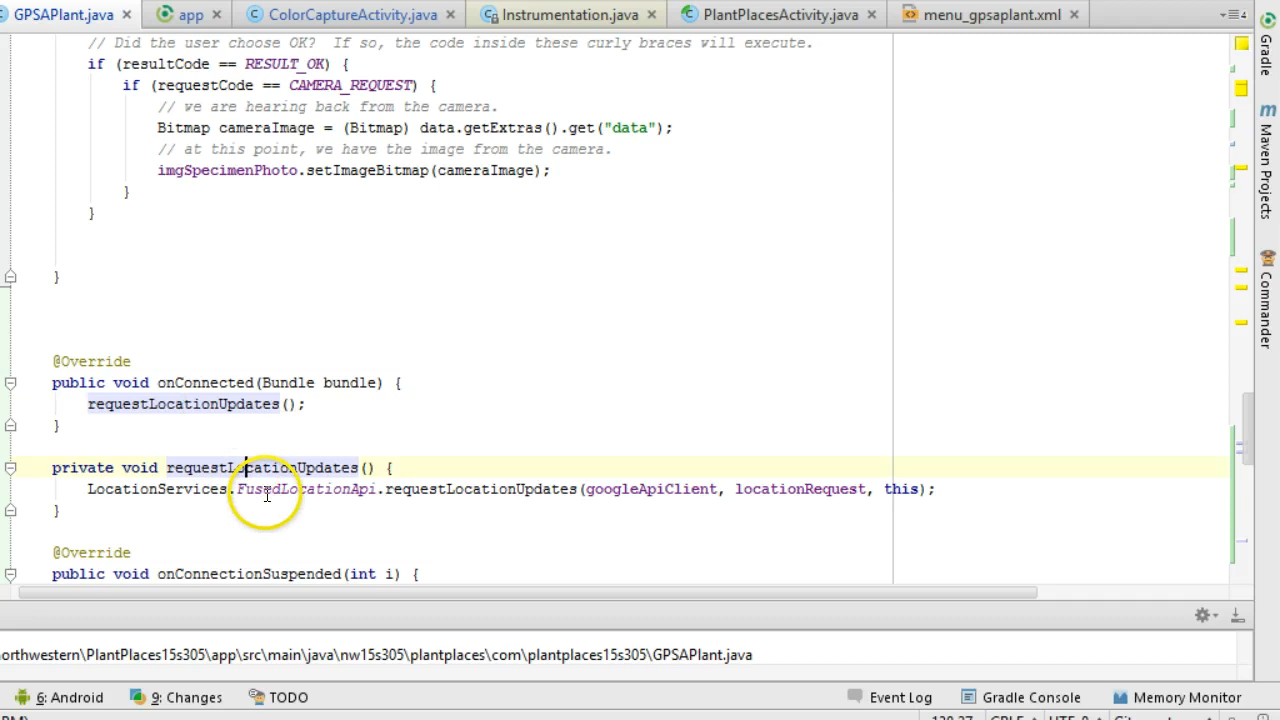 GPSAPlant.java app ColorCaptureActivity.java Instrumentation.java PlantPlacesActivity.java menu_gpsaplant.xml 4
// Did the user choose OK?  If so, the code inside these curly braces will execute.
if (resultCode == RESULT_OK) {
if (requestCode == CAMERA_REQUEST) {
// we are hearing back from the camera.
Bitmap cameraImage = (Bitmap) data.getExtras().get("data");
// at this point, we have the image from the camera.
imgSpecimenPhoto.setImageBitmap(cameraImage);
}
}
}
@Override
public void onConnected(Bundle bundle) {
requestLocationUpdates();
}
private void requestLocationUpdates() {
LocationServices.FusedLocationApi.requestLocationUpdates(googleApiClient, locationRequest, this);
}
@Override
public void onConnectionSuspended(int i) {
Gradle
m Maven Projects
Commander
orthwestern\PlantPlaces15s305\app\src\main\java\nw15s305\plantplaces\com\plantplaces15s305\GPSAPlant.java
6: Android 9: Changes TODO Event Log Gradle Console Memory Monitor